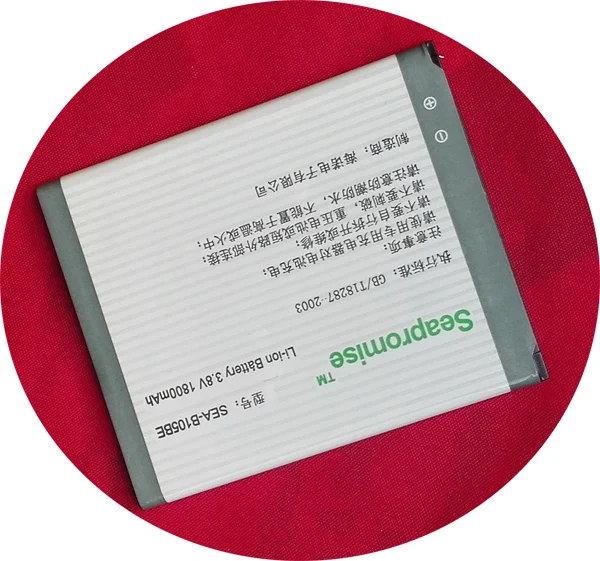 Seapromise™
型号：SEA-B105BE
Li-ion Battery 3.8V 1800mAh
执行标准：GB/T18287-2003
注意事项：
请使用专用充电器对电池充电；
请不要自行拆开或维修；
请不要刺破，重压电池或短路外部连接；
请注意防潮防水，不能置于高温或火中；
制造商：海诺电子有限公司
⊕ ⊖